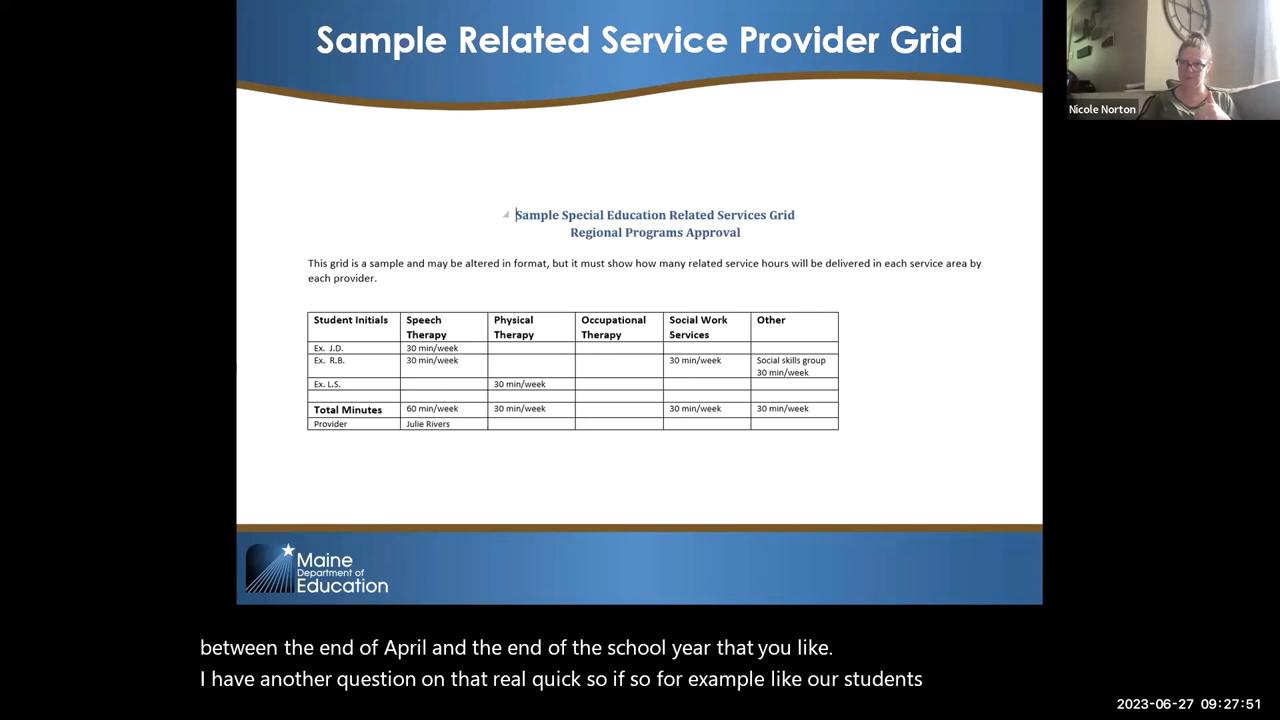 Sample Related Service Provider Grid
Nicole Norton
Sample Special Education Related Services Grid
Regional Programs Approval
This grid is a sample and may be altered in format, but it must show how many related service hours will be delivered in each service area by
each provider.
Student Initials Speech Therapy Physical Therapy Occupational Therapy Social Work Services Other
Ex. J.D. 30 min/week
Ex. R.B. 30 min/week 30 min/week Social skills group 30 min/week
Ex. L.S. 30 min/week
Total Minutes 60 min/week 30 min/week 30 min/week 30 min/week
Provider Julie Rivers
Maine
Department of
Education
between the end of April and the end of the school year that you like.
I have another question on that real quick so if so for example like our students
2023-06-27 09:27:51